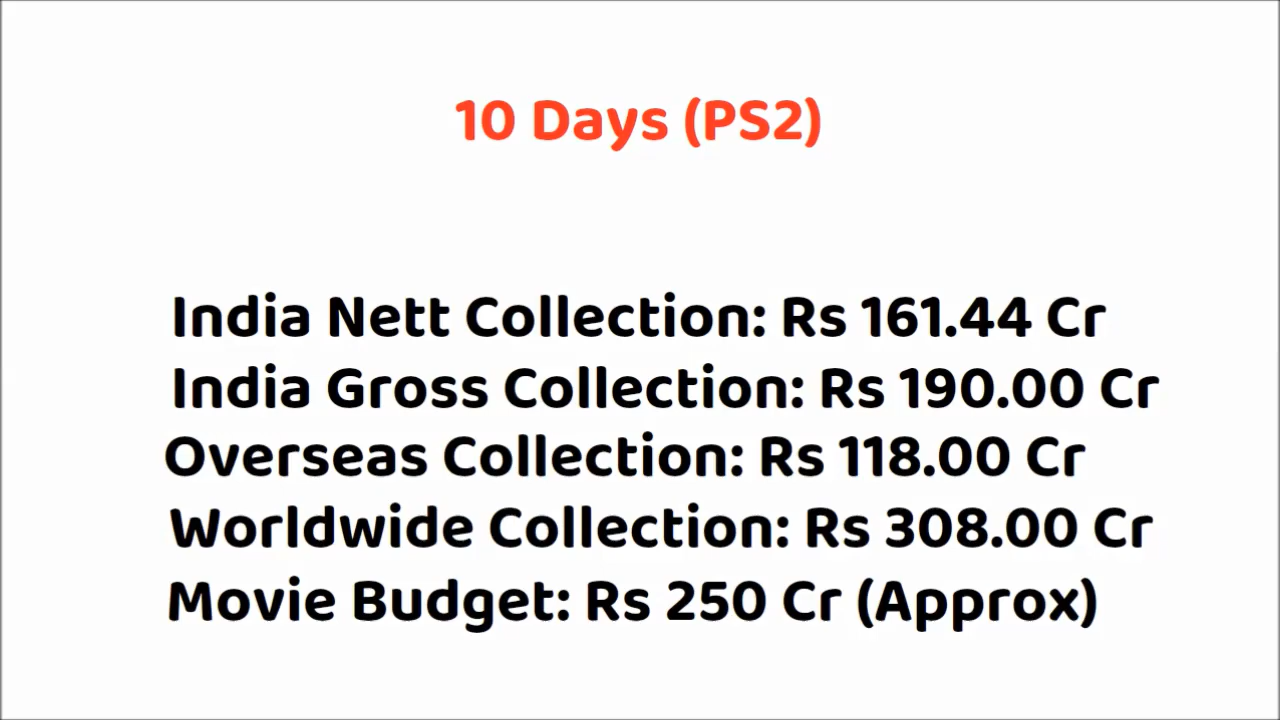 10 Days (PS2)
India Nett Collection: Rs 161.44 Cr
India Gross Collection: Rs 190.00 Cr
Overseas Collection: Rs 118.00 Cr
Worldwide Collection: Rs 308.00 Cr
Movie Budget: Rs 250 Cr (Approx)